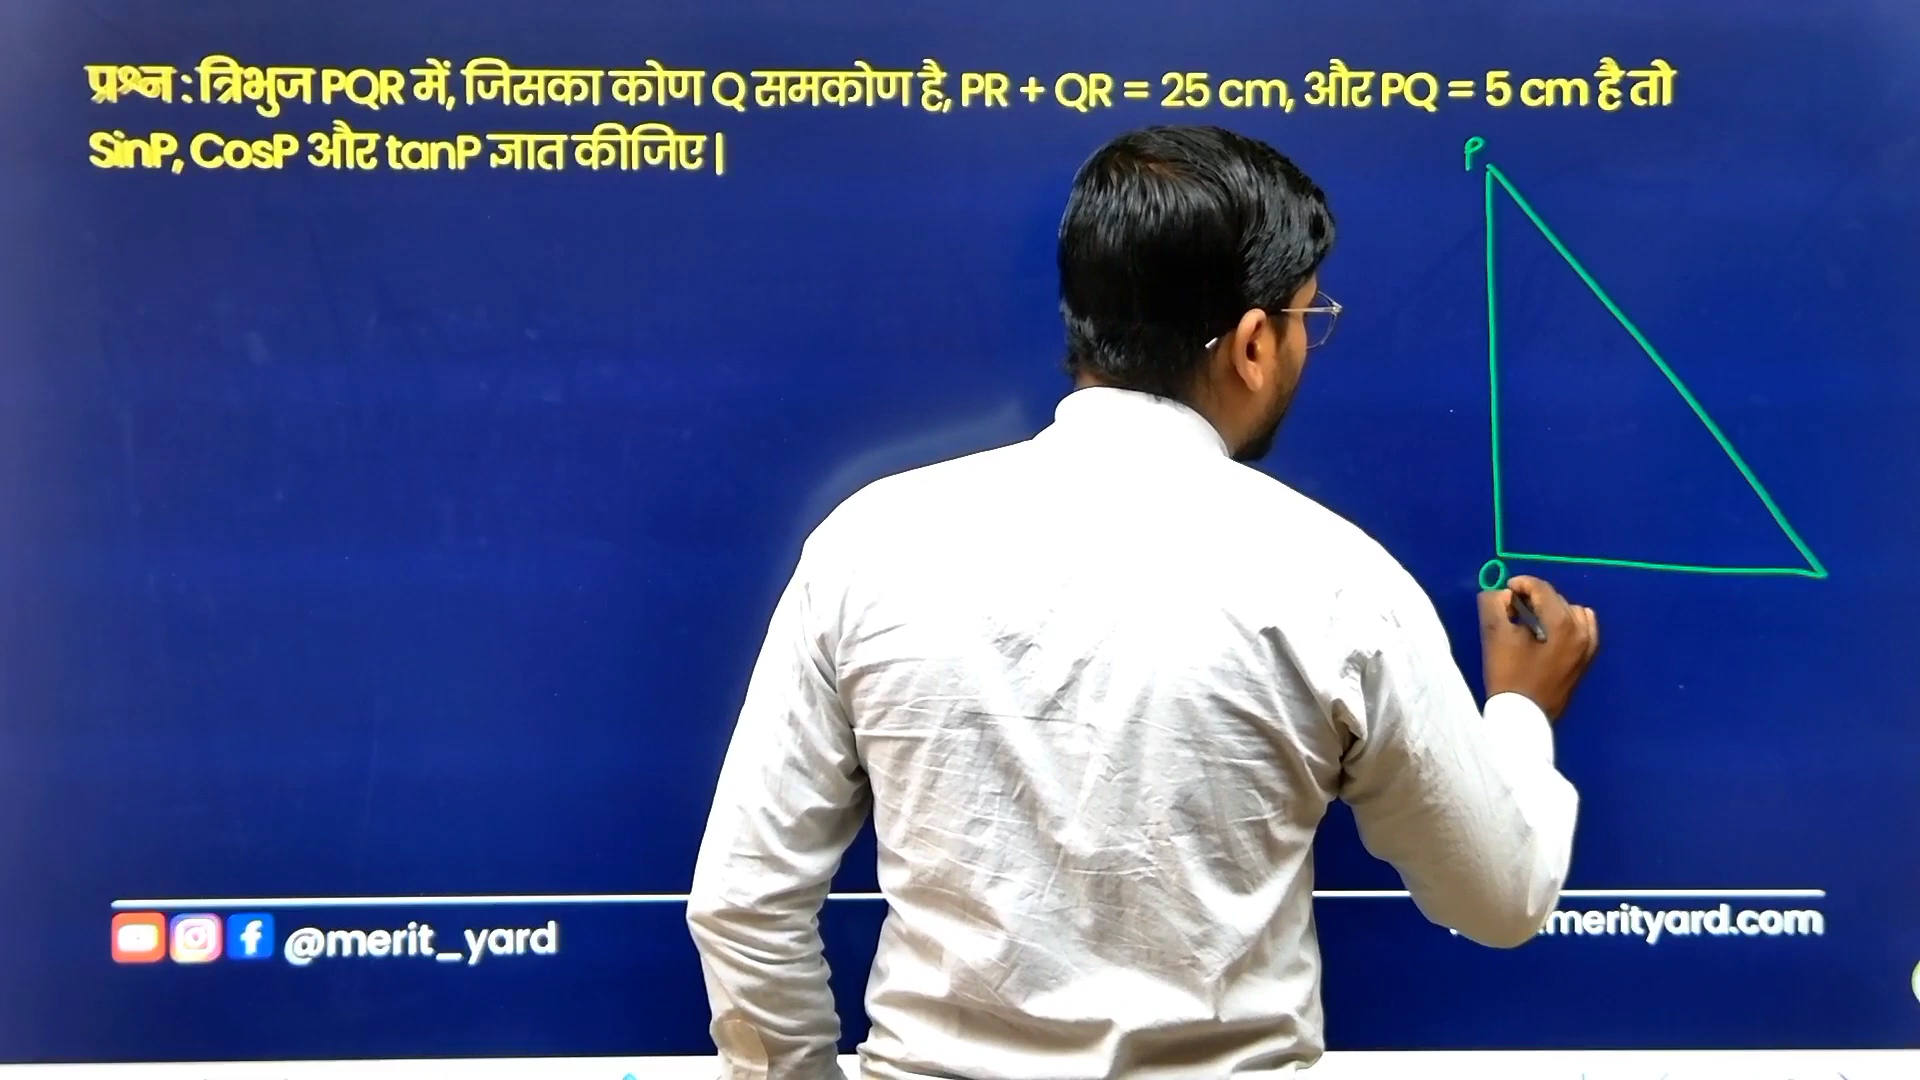 प्रश्न : त्रिभुज PQR में, जिसका कोण Q समकोण है, PR + QR = 25 cm, और PQ = 5 cm है तो
SinP, CosP और tanP ज्ञात कीजिए |
P
@merit_yard
merityard.com